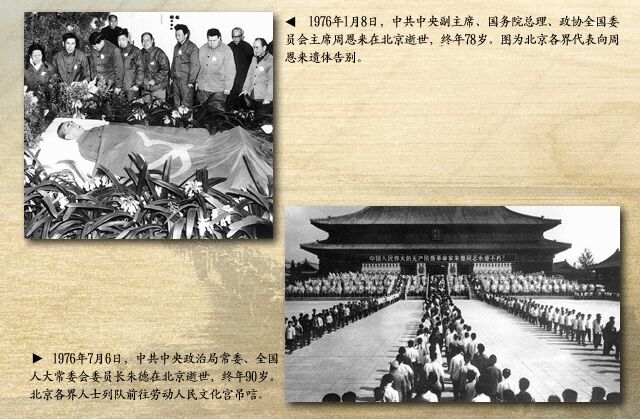 ◀ 1976年1月8日，中共中央副主席、国务院总理、政协全国委
员会主席周恩来在北京逝世，终年78岁。图为北京各界代表向周
恩来遗体告别。
中国人民伟大的无产阶级革命家朱德同志永垂不朽！
▶ 1976年7月6日，中共中央政治局常委、全国
人大常委会委员长朱德在北京逝世，终年90岁。
北京各界人士列队前往劳动人民文化宫吊唁。